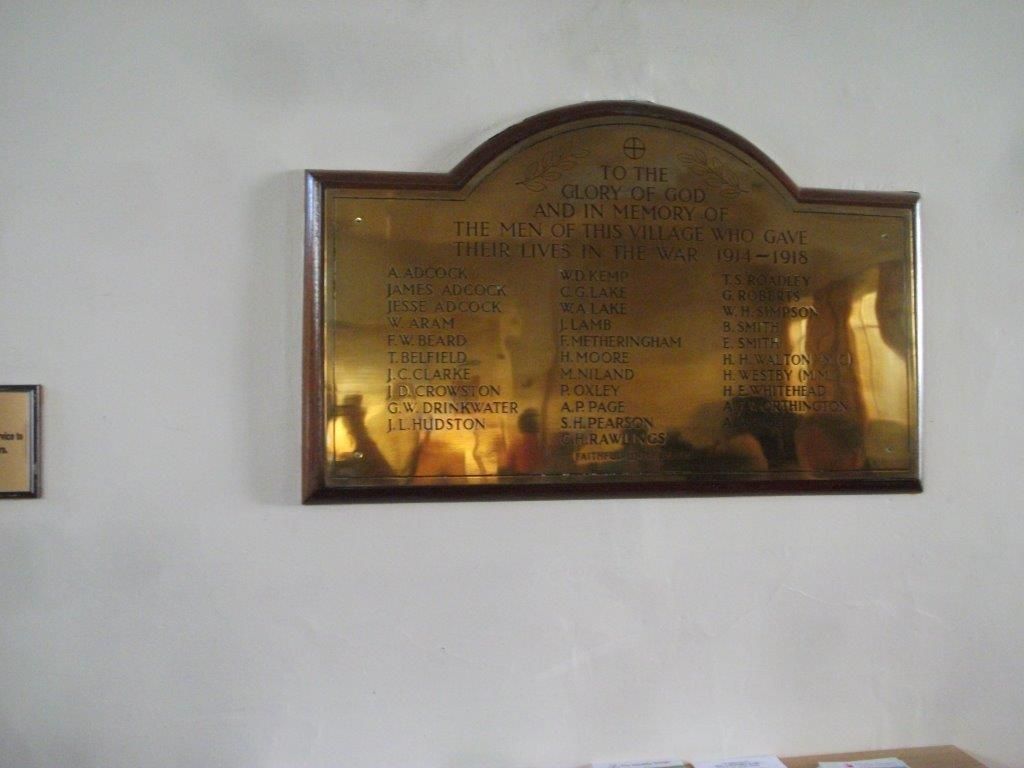 TO THE
GLORY OF GOD
AND IN MEMORY OF
THE MEN OF THIS VILLAGE WHO GAVE
THEIR LIVES IN THE WAR 1914-1918
A. ADCOCK
JAMES ADCOCK
JESSE ADCOCK
W. ARAM
F.W. BEARD
T. BELFIELD
J.C. CLARKE
J.D. CROWSTON
G.W. DRINKWATER
J.L. HUDSTON
W.D. KEMP
C.G. LAKE
W.A. LAKE
J. LAMB
F. METHERINGHAM
H. MOORE
M. NILAND
P. OXLEY
A.P. PAGE
S.H. PEARSON
G.H. RAWLINGS
T.S. ROADLEY
G. ROBERTS
W.H. SIMPSON
B. SMITH
E. SMITH
H.H. WALTON
H. WESTBY (M.M.)
H.E. WHITEHEAD
WORTHINGTON
FAITHFUL